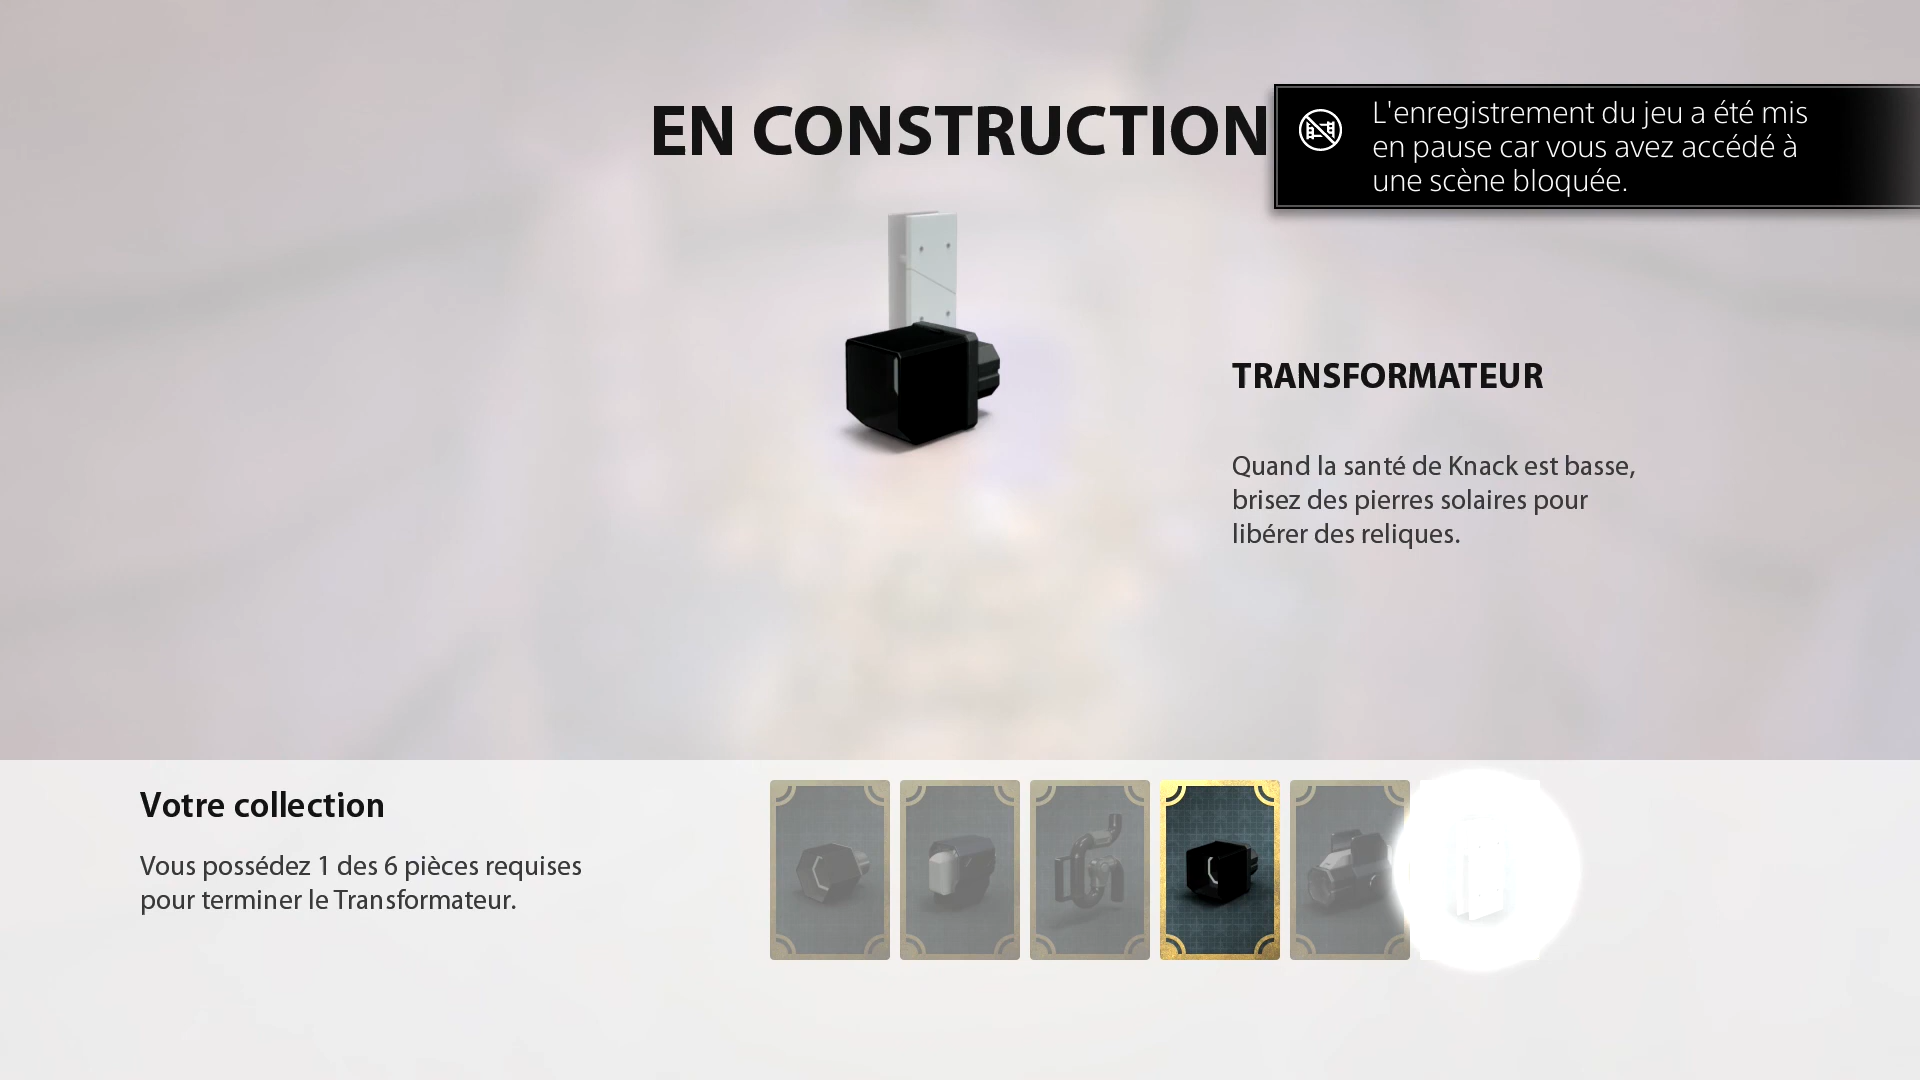 EN CONSTRUCTION
L'enregistrement du jeu a été mis
en pause car vous avez accédé à
une scène bloquée.
TRANSFORMATEUR
Quand la santé de Knack est basse,
brisez des pierres solaires pour
libérer des reliques.
Votre collection
Vous possédez 1 des 6 pièces requises
pour terminer le Transformateur.